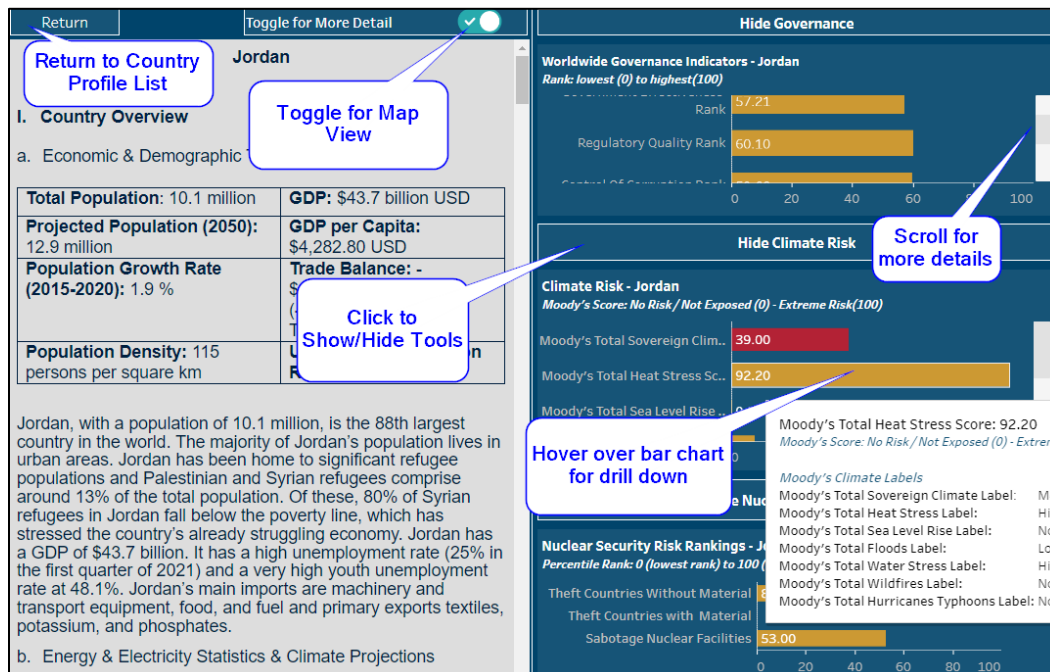 Return
Toggle for More Detail
Return to Country
Profile List
Jordan
Toggle for Map
View
I. Country Overview
a. Economic & Demographic
Total Population: 10.1 million
GDP: $43.7 billion USD
Projected Population (2050):
12.9 million
GDP per Capita:
$4,282.80 USD
Population Growth Rate
(2015-2020): 1.9 %
Trade Balance: -
Click to
Show/Hide Tools
Population Density: 115
persons per square km
Jordan, with a population of 10.1 million, is the 88th largest
country in the world. The majority of Jordan's population lives in
urban areas. Jordan has been home to significant refugee
populations and Palestinian and Syrian refugees comprise
around 13% of the total population. Of these, 80% of Syrian
refugees in Jordan fall below the poverty line, which has
stressed the country's already struggling economy. Jordan has
a GDP of $43.7 billion. It has a high unemployment rate (25% in
the first quarter of 2021) and a very high youth unemployment
rate at 48.1%. Jordan's main imports are machinery and
transport equipment, food, and fuel and primary exports textiles,
potassium, and phosphates.
b. Energy & Electricity Statistics & Climate Projections
Hide Governance
Worldwide Governance Indicators - Jordan
Rank: lowest (0) to highest(100)
Rank
57.21
Regulatory Quality Rank
60.10
0 20 40 60 80 100
Scroll for
more details
Hide Climate Risk
Climate Risk - Jordan
Moody's Score: No Risk / Not Exposed (0) - Extreme Risk(100)
Moody's Total Sovereign Clim..
39.00
Moody's Total Heat Stress Sc..
92.20
Moody's Total Sea Level Rise ..
Hover over bar chart
for drill down
Moody's Total Heat Stress Score: 92.20
Moody's Score: No Risk / Not Exposed (0) - Extre
Moody's Climate Labels
Moody's Total Sovereign Climate Label: M
Moody's Total Heat Stress Label: Hi
Moody's Total Sea Level Rise Label: No
Moody's Total Floods Label: Lo
Moody's Total Water Stress Label: Hi
Moody's Total Wildfires Label: No
Moody's Total Hurricanes Typhoons Label: No
Nuclear Security Risk Rankings - J
Percentile Rank: 0 (lowest rank) to 100 (
Theft Countries Without Material
Theft Countries with Material
Sabotage Nuclear Facilities
53.00
0 20 40 60 80 100